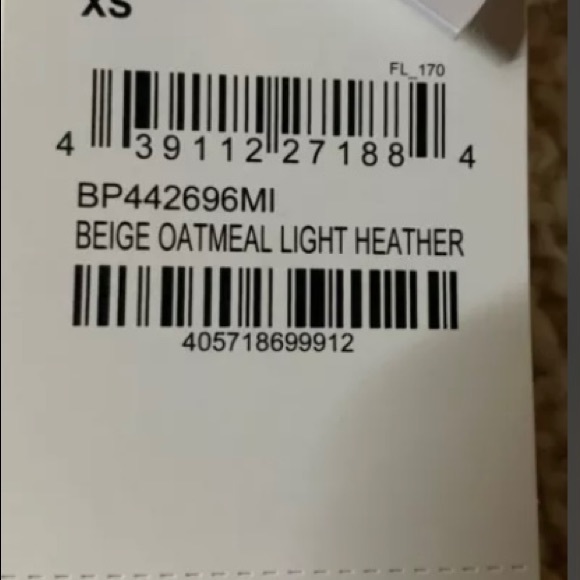 XS
FL_170
4 39112 27188 4
BP442696MI
BEIGE OATMEAL LIGHT HEATHER
405718699912